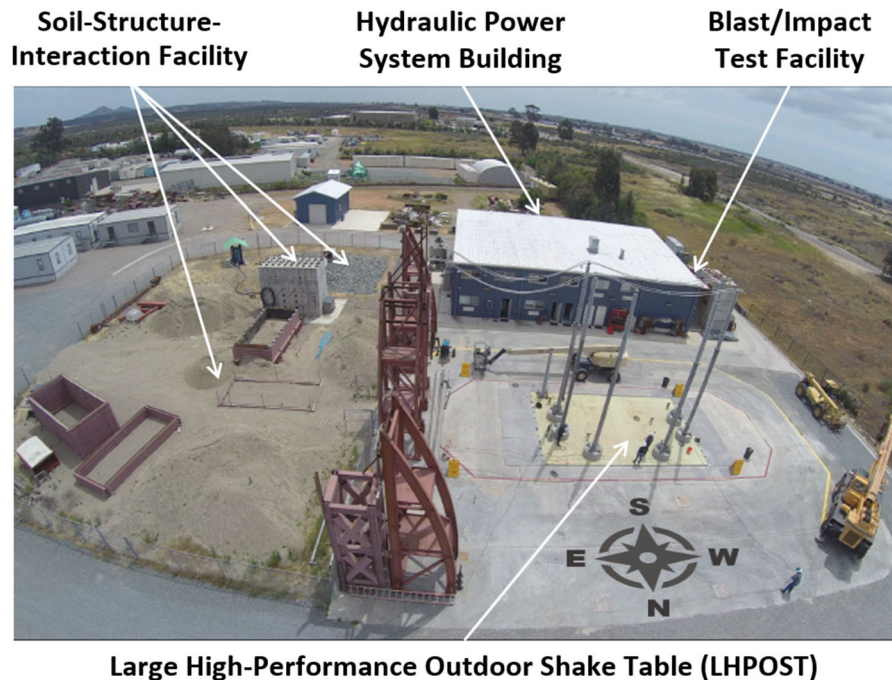 Soil-Structure-
Interaction Facility
Hydraulic Power
System Building
Blast/Impact
Test Facility
S
E
W
N
Large High-Performance Outdoor Shake Table (LHPOST)